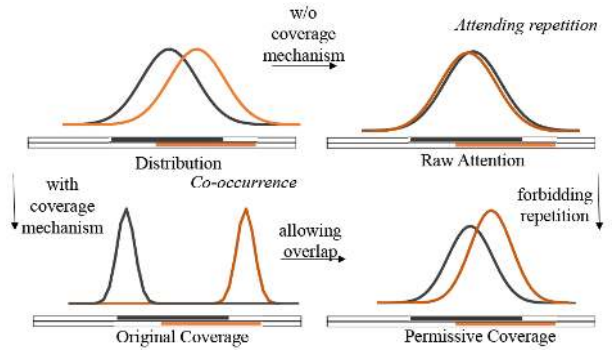 w/o
coverage
mechanism
Attending repetition
Distribution
Raw Attention
with
coverage
mechanism
Co-occurrence
forbidding
repetition
allowing
overlap
Original Coverage
Permissive Coverage